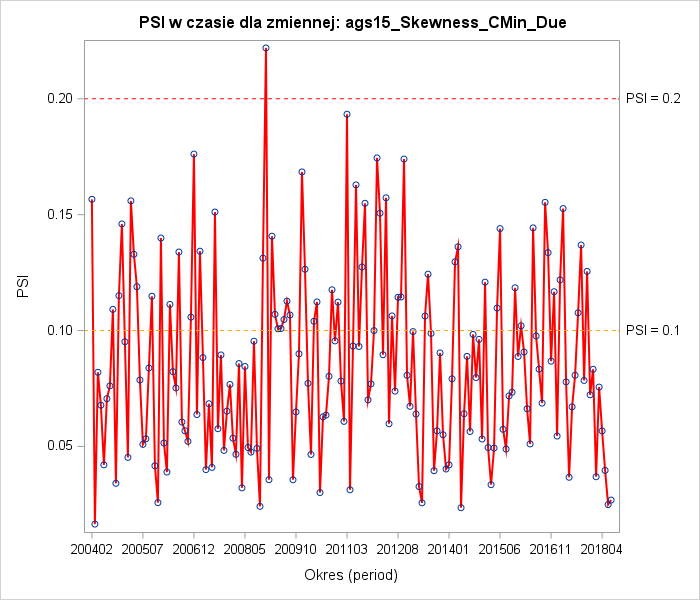 PSI w czasie dla zmiennej: ags15_Skewness_CMin_Due
0.20
PSI = 0.2
0.15
PSI
0.10
PSI = 0.1
0.05
200402 200507 200612 200805 200910 201103 201208 201401 201506 201611 201804
Okres (period)